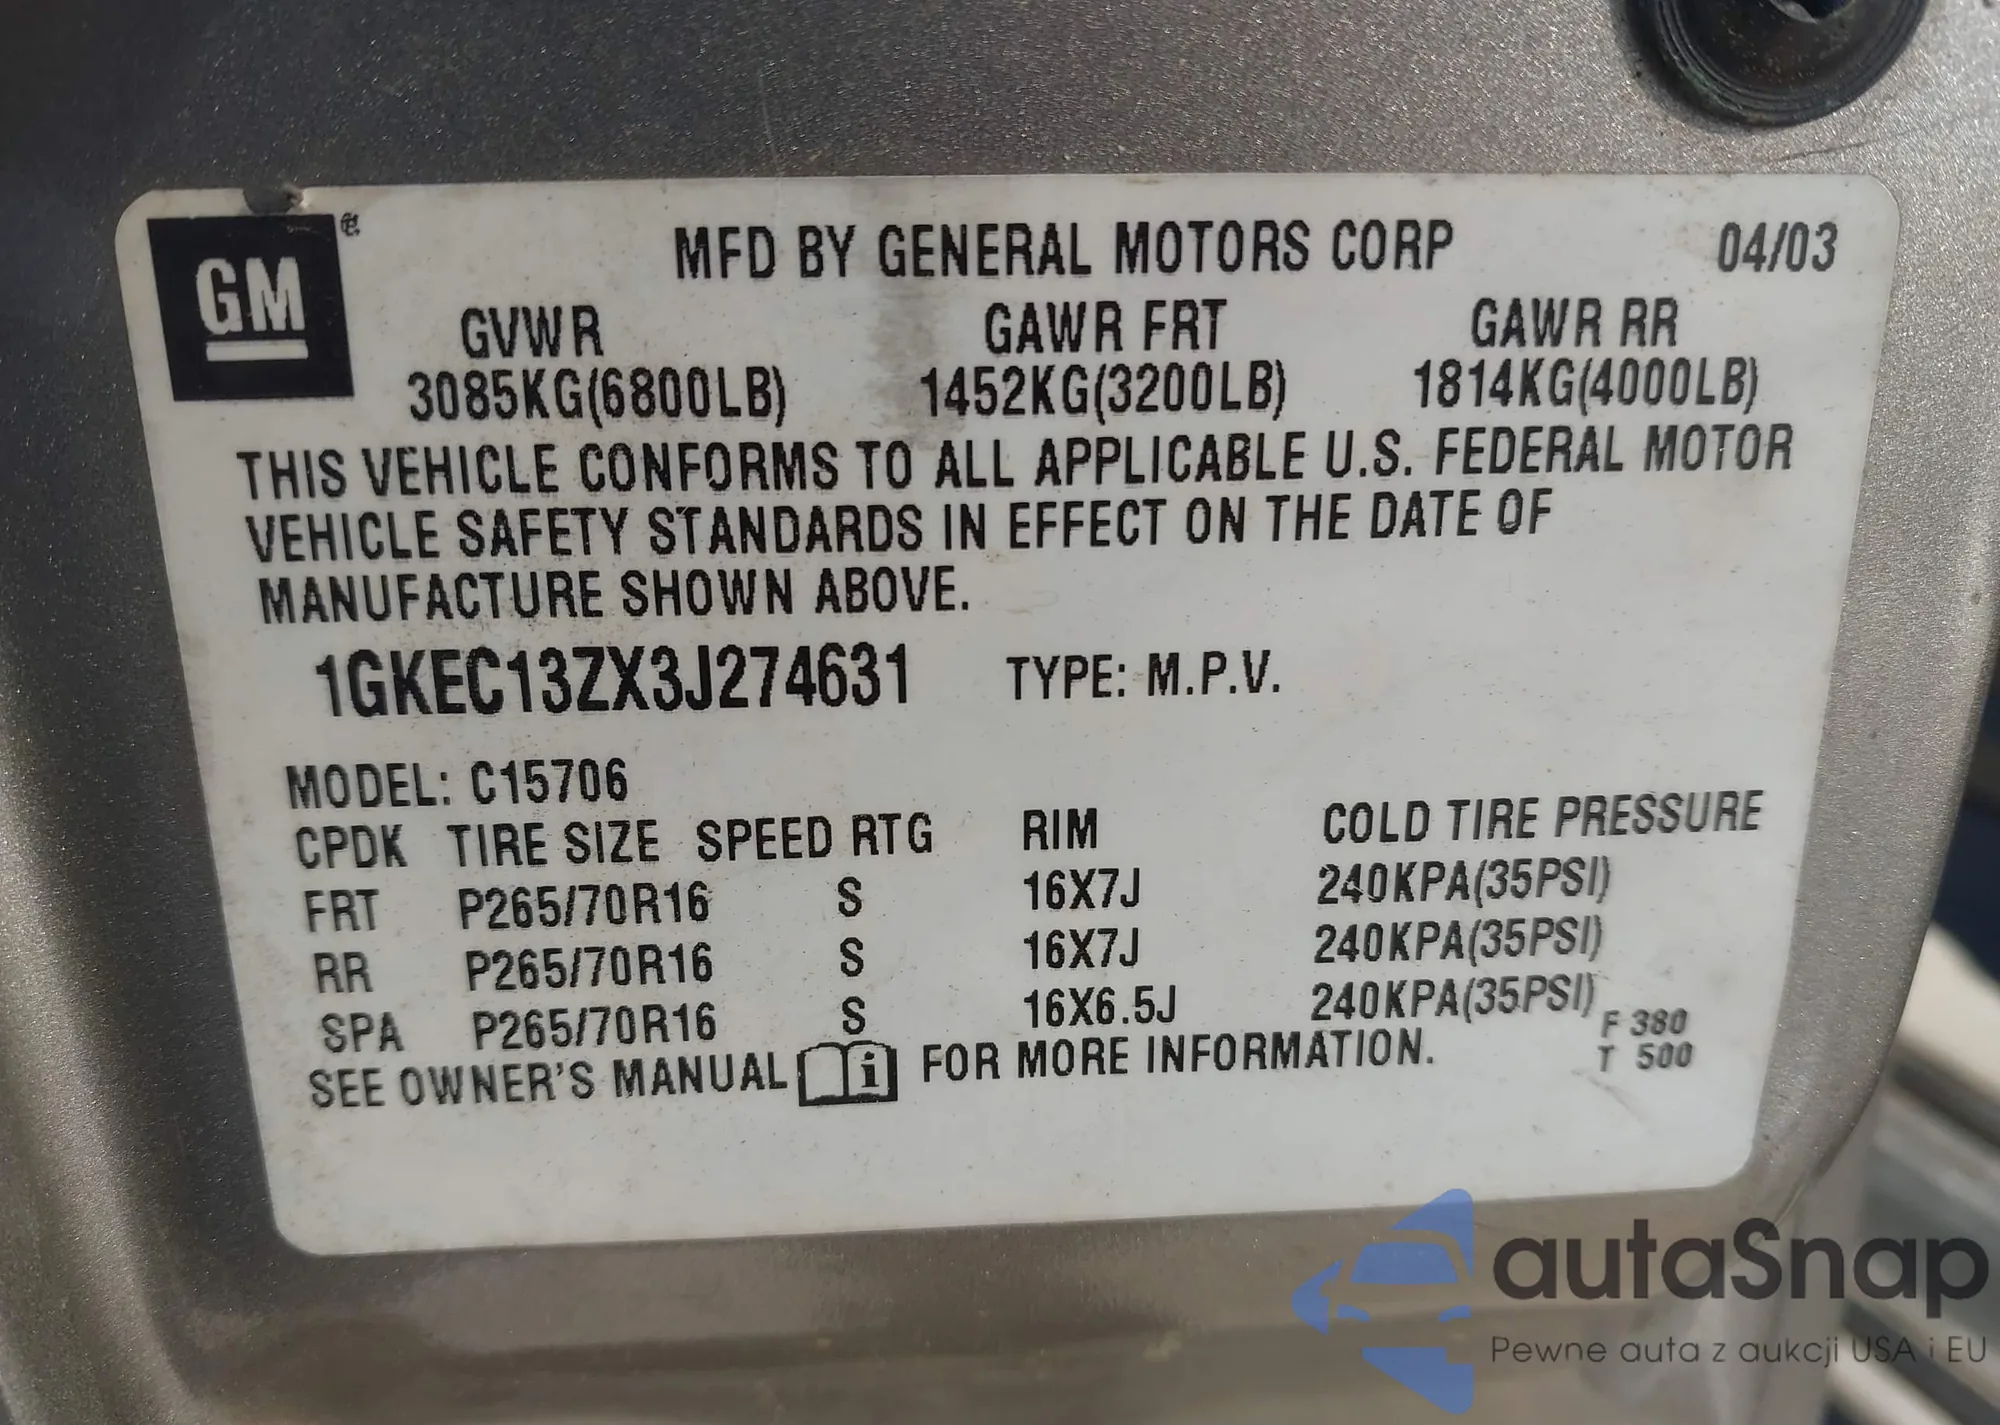 GM
MFD BY GENERAL MOTORS CORP 04/03
GVWR GAWR FRT GAWR RR
3085KG(6800LB) 1452KG(3200LB) 1814KG(4000LB)
THIS VEHICLE CONFORMS TO ALL APPLICABLE U.S. FEDERAL MOTOR
VEHICLE SAFETY STANDARDS IN EFFECT ON THE DATE OF
MANUFACTURE SHOWN ABOVE.
1GKEC13ZX3J274631 TYPE: M.P.V.
MODEL: C15706
CPDK TIRE SIZE SPEED RTG RIM COLD TIRE PRESSURE
FRT P265/70R16 S 16X7J 240KPA(35PSI)
RR P265/70R16 S 16X7J 240KPA(35PSI)
SPA P265/70R16 S 16X6.5J 240KPA(35PSI)
SEE OWNER'S MANUAL i FOR MORE INFORMATION.
F 380
T 500
autaSnap
Pewne auta z aukcji USA i EU